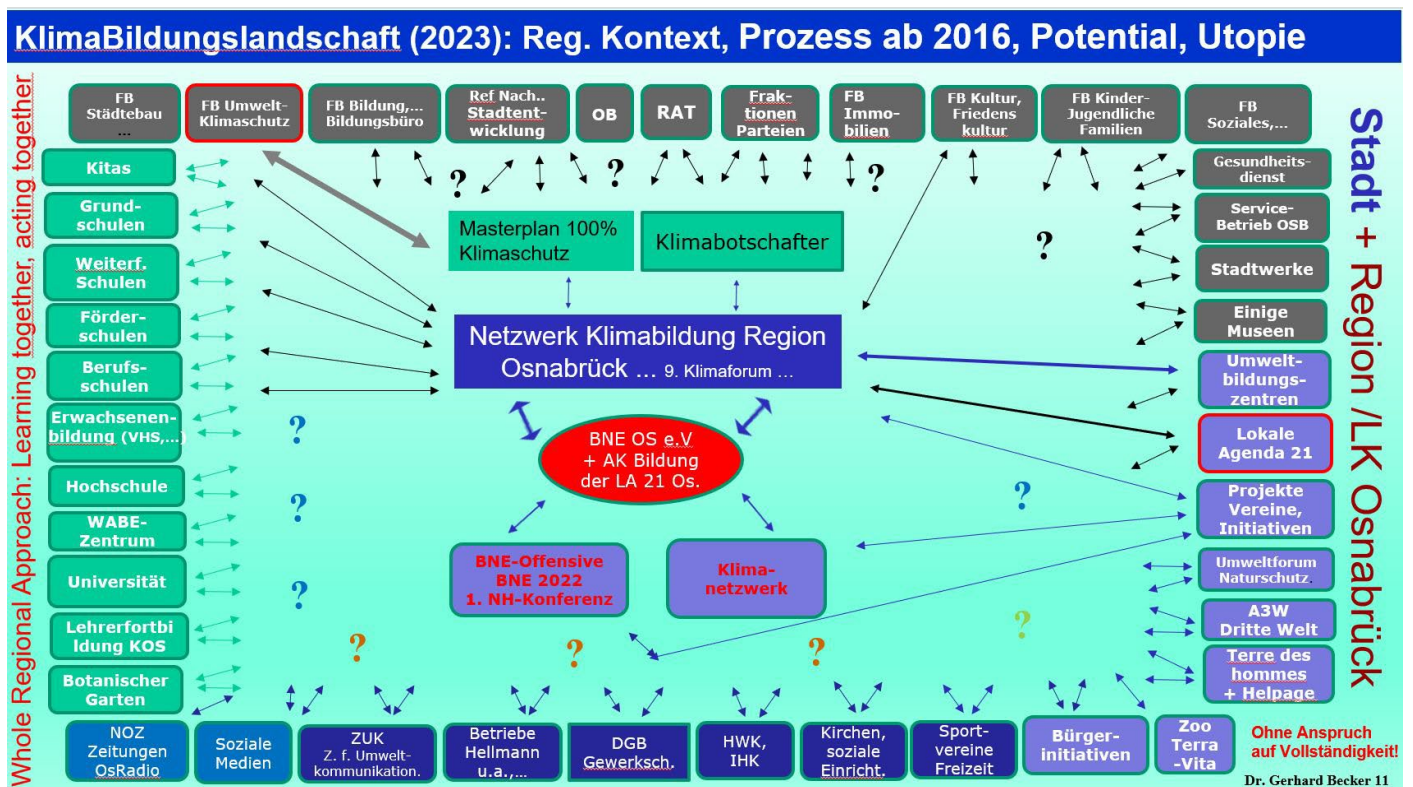 KlimaBildungslandschaft (2023): Reg. Kontext, Prozess ab 2016, Potential, Utopie
Whole Regional Approach: Learning together, acting together
FB
Städtebau
...
FB Umwelt-
Klimaschutz
FB Bildung,...
Bildungsbüro
Ref Nach..
Stadtent-
wicklung
OB
RAT
Frak-
tionen
Parteien
FB
Immo-
bilien
FB Kultur,
Friedens
kultur
FB Kinder-
Jugendliche
Familien
FB
Soziales,...
Kitas
Grund-
schulen
Weiterf.
Schulen
Förder-
schulen
Berufs-
schulen
Erwachsenen-
bildung (VHS,...)
Hochschule
WABE-
Zentrum
Universität
Lehrerfortbi
ldung KOS
Botanischer
Garten
?
?
?
?
Masterplan 100%
Klimaschutz
Klimabotschafter
Netzwerk Klimabildung Region
Osnabrück ... 9. Klimaforum ...
BNE OS e.V
+ AK Bildung
der LA 21 Os.
BNE-Offensive
BNE 2022
1. NH-Konferenz
Klima-
netzwerk
?
?
?
?
?
?
?
?
Gesundheits-
dienst
Service-
Betrieb OSB
Stadtwerke
Einige
Museen
Umwelt-
bildungs-
zentren
Lokale
Agenda 21
Projekte
Vereine,
Initiativen
Umweltforum
Naturschutz.
A3W
Dritte Welt
Terre des
hommes
+ Helpage
Stadt + Region /LK Osnabrück
NOZ
Zeitungen
OsRadio
Soziale
Medien
ZUK
Z. f. Umwelt-
kommunikation.
Betriebe
Hellmann
u.a.,...
DGB
Gewerksch.
HWK,
IHK
Kirchen,
soziale
Einricht.
Sport-
vereine
Freizeit
Bürger-
initiativen
Zoo
Terra
-Vita
Ohne Anspruch
auf Vollständigkeit!
Dr. Gerhard Becker 11